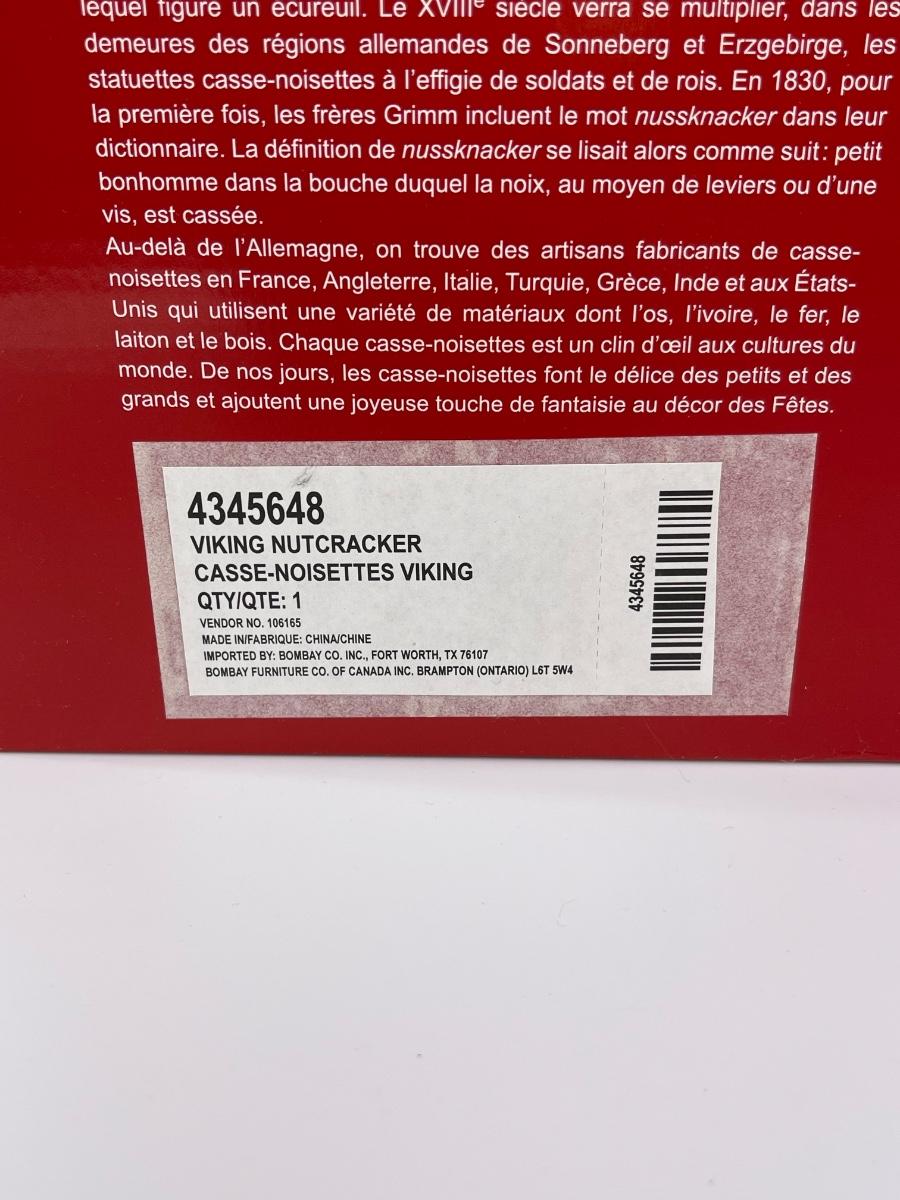 lequel figure un écureuil. Le XVIIIe siècle verra se multiplier, dans les
demeures des régions allemandes de Sonneberg et Erzgebirge, les
statuettes casse-noisettes à l'effigie de soldats et de rois. En 1830, pour
la première fois, les frères Grimm incluent le mot nussknacker dans leur
dictionnaire. La définition de nussknacker se lisait alors comme suit: petit
bonhomme dans la bouche duquel la noix, au moyen de leviers ou d'une
vis, est cassée.
Au-delà de l'Allemagne, on trouve des artisans fabricants de casse-
noisettes en France, Angleterre, Italie, Turquie, Grèce, Inde et aux États-
Unis qui utilisent une variété de matériaux dont l'os, l'ivoire, le fer, le
laiton et le bois. Chaque casse-noisettes est un clin d'œil aux cultures du
monde. De nos jours, les casse-noisettes font le délice des petits et des
grands et ajoutent une joyeuse touche de fantaisie au décor des Fêtes.
4345648
VIKING NUTCRACKER
CASSE-NOISETTES VIKING
QTY/QTE: 1
VENDOR NO. 106165
MADE IN/FABRIQUE: CHINA/CHINE
IMPORTED BY: BOMBAY CO. INC., FORT WORTH, TX 76107
BOMBAY FURNITURE CO. OF CANADA INC. BRAMPTON (ONTARIO) L6T 5W4
4345648